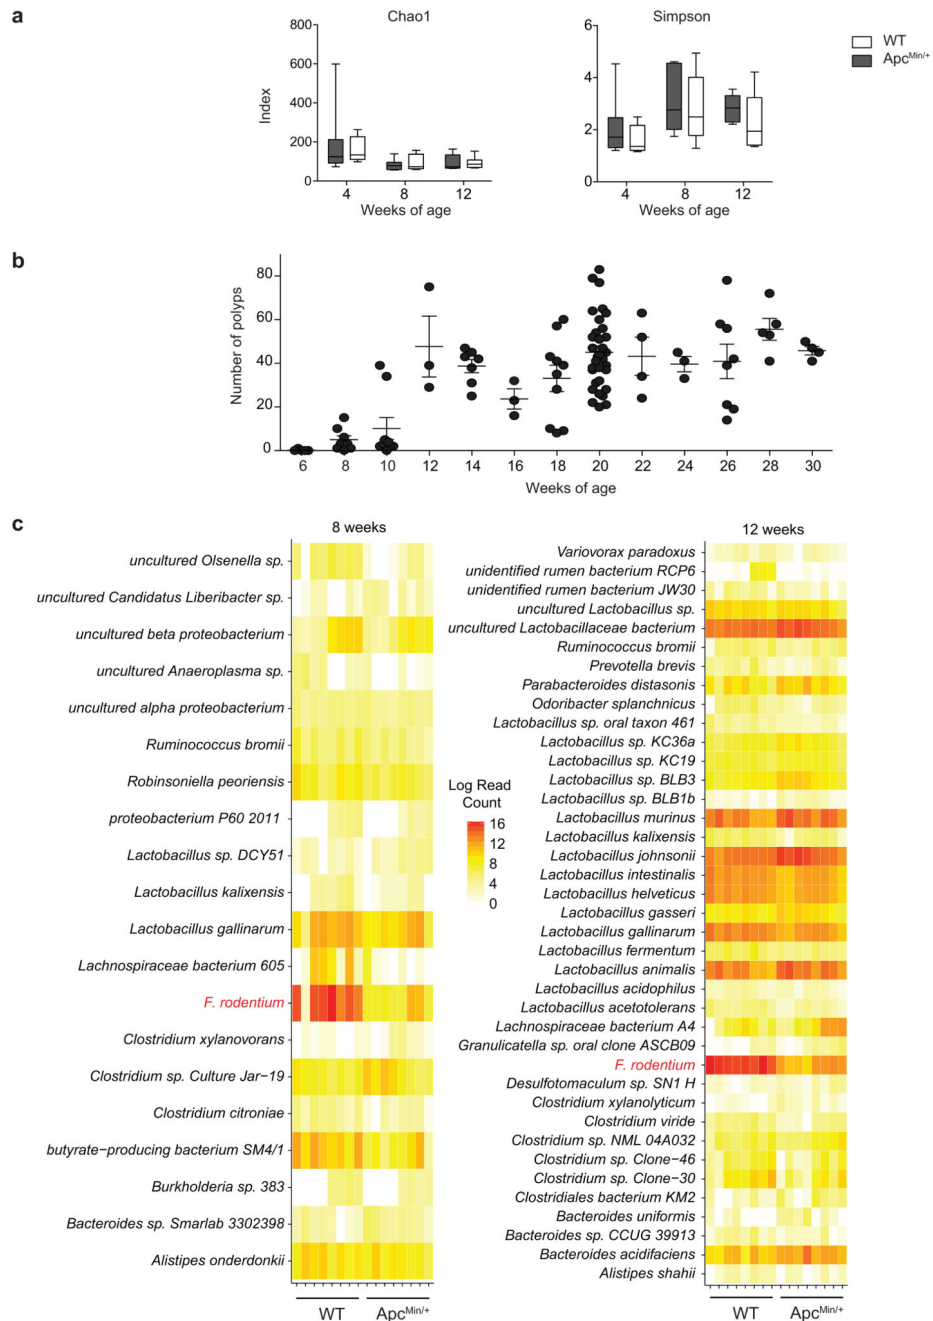 a
Chao1
Simpson
WT
Apc^Min/+
Index
800
600
400
200
0
4
8
12
Weeks of age
6
4
2
0
4
8
12
Weeks of age
b
Number of polyps
80
60
40
20
0
6
8
10
12
14
16
18
20
22
24
26
28
30
Weeks of age
c
8 weeks
uncultured Olsenella sp.
uncultured Candidatus Liberibacter sp.
uncultured beta proteobacterium
uncultured Anaeroplasma sp.
uncultured alpha proteobacterium
Ruminococcus bromii
Robinsoniella peoriensis
proteobacterium P60 2011
Lactobacillus sp. DCY51
Lactobacillus kalixensis
Lactobacillus gallinarum
Lachnospiraceae bacterium 605
F. rodentium
Clostridium xylanovorans
Clostridium sp. Culture Jar−19
Clostridium citroniae
butyrate−producing bacterium SM4/1
Burkholderia sp. 383
Bacteroides sp. Smarlab 3302398
Alistipes onderdonkii
WT
Apc^Min/+
Log Read
Count
16
12
8
4
0
12 weeks
Variovorax paradoxus
unidentified rumen bacterium RCP6
unidentified rumen bacterium JW30
uncultured Lactobacillus sp.
uncultured Lactobacillaceae bacterium
Ruminococcus bromii
Prevotella brevis
Parabacteroides distasonis
Odoribacter splanchnicus
Lactobacillus sp. oral taxon 461
Lactobacillus sp. KC36a
Lactobacillus sp. KC19
Lactobacillus sp. BLB3
Lactobacillus sp. BLB1b
Lactobacillus murinus
Lactobacillus kalixensis
Lactobacillus johnsonii
Lactobacillus intestinalis
Lactobacillus helveticus
Lactobacillus gasseri
Lactobacillus gallinarum
Lactobacillus fermentum
Lactobacillus animalis
Lactobacillus acidophilus
Lactobacillus acetotolerans
Lachnospiraceae bacterium A4
Granulicatella sp. oral clone ASCB09
F. rodentium
Desulfotomaculum sp. SN1 H
Clostridium xylanolyticum
Clostridium viride
Clostridium sp. NML 04A032
Clostridium sp. Clone−46
Clostridium sp. Clone−30
Clostridiales bacterium KM2
Bacteroides uniformis
Bacteroides sp. CCUG 39913
Bacteroides acidifaciens
Alistipes shahii
WT
Apc^Min/+